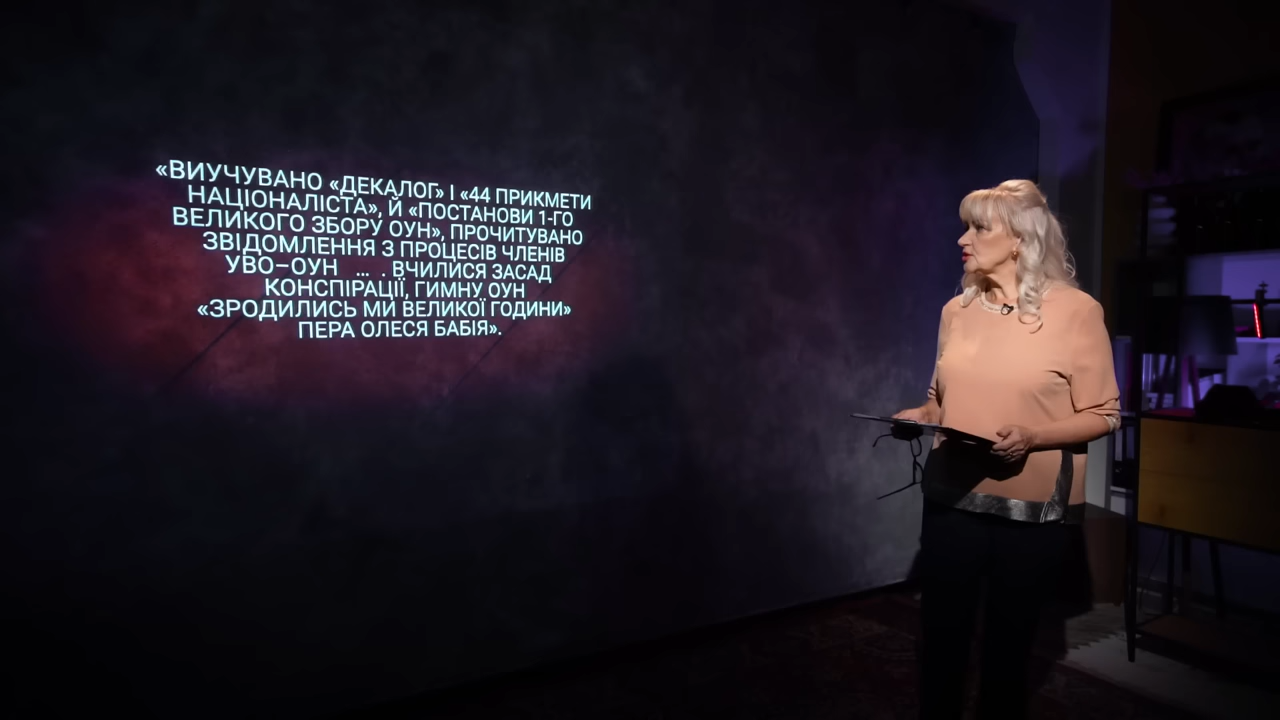 «ВИУЧУВАНО «ДЕКАЛОГ» І «44 ПРИКМЕТИ
НАЦІОНАЛІСТА», Й «ПОСТАНОВИ 1-ГО
ВЕЛИКОГО ЗБОРУ ОУН», ПРОЧИТУВАНО
ЗВІДОМЛЕННЯ З ПРОЦЕСІВ ЧЛЕНІВ
УВО–ОУН ... . ВЧИЛИСЯ ЗАСАД
КОНСПІРАЦІЇ, ГИМНУ ОУН
«ЗРОДИЛИСЬ МИ ВЕЛИКОЇ ГОДИНИ»
ПЕРА ОЛЕСЯ БАБІЯ».